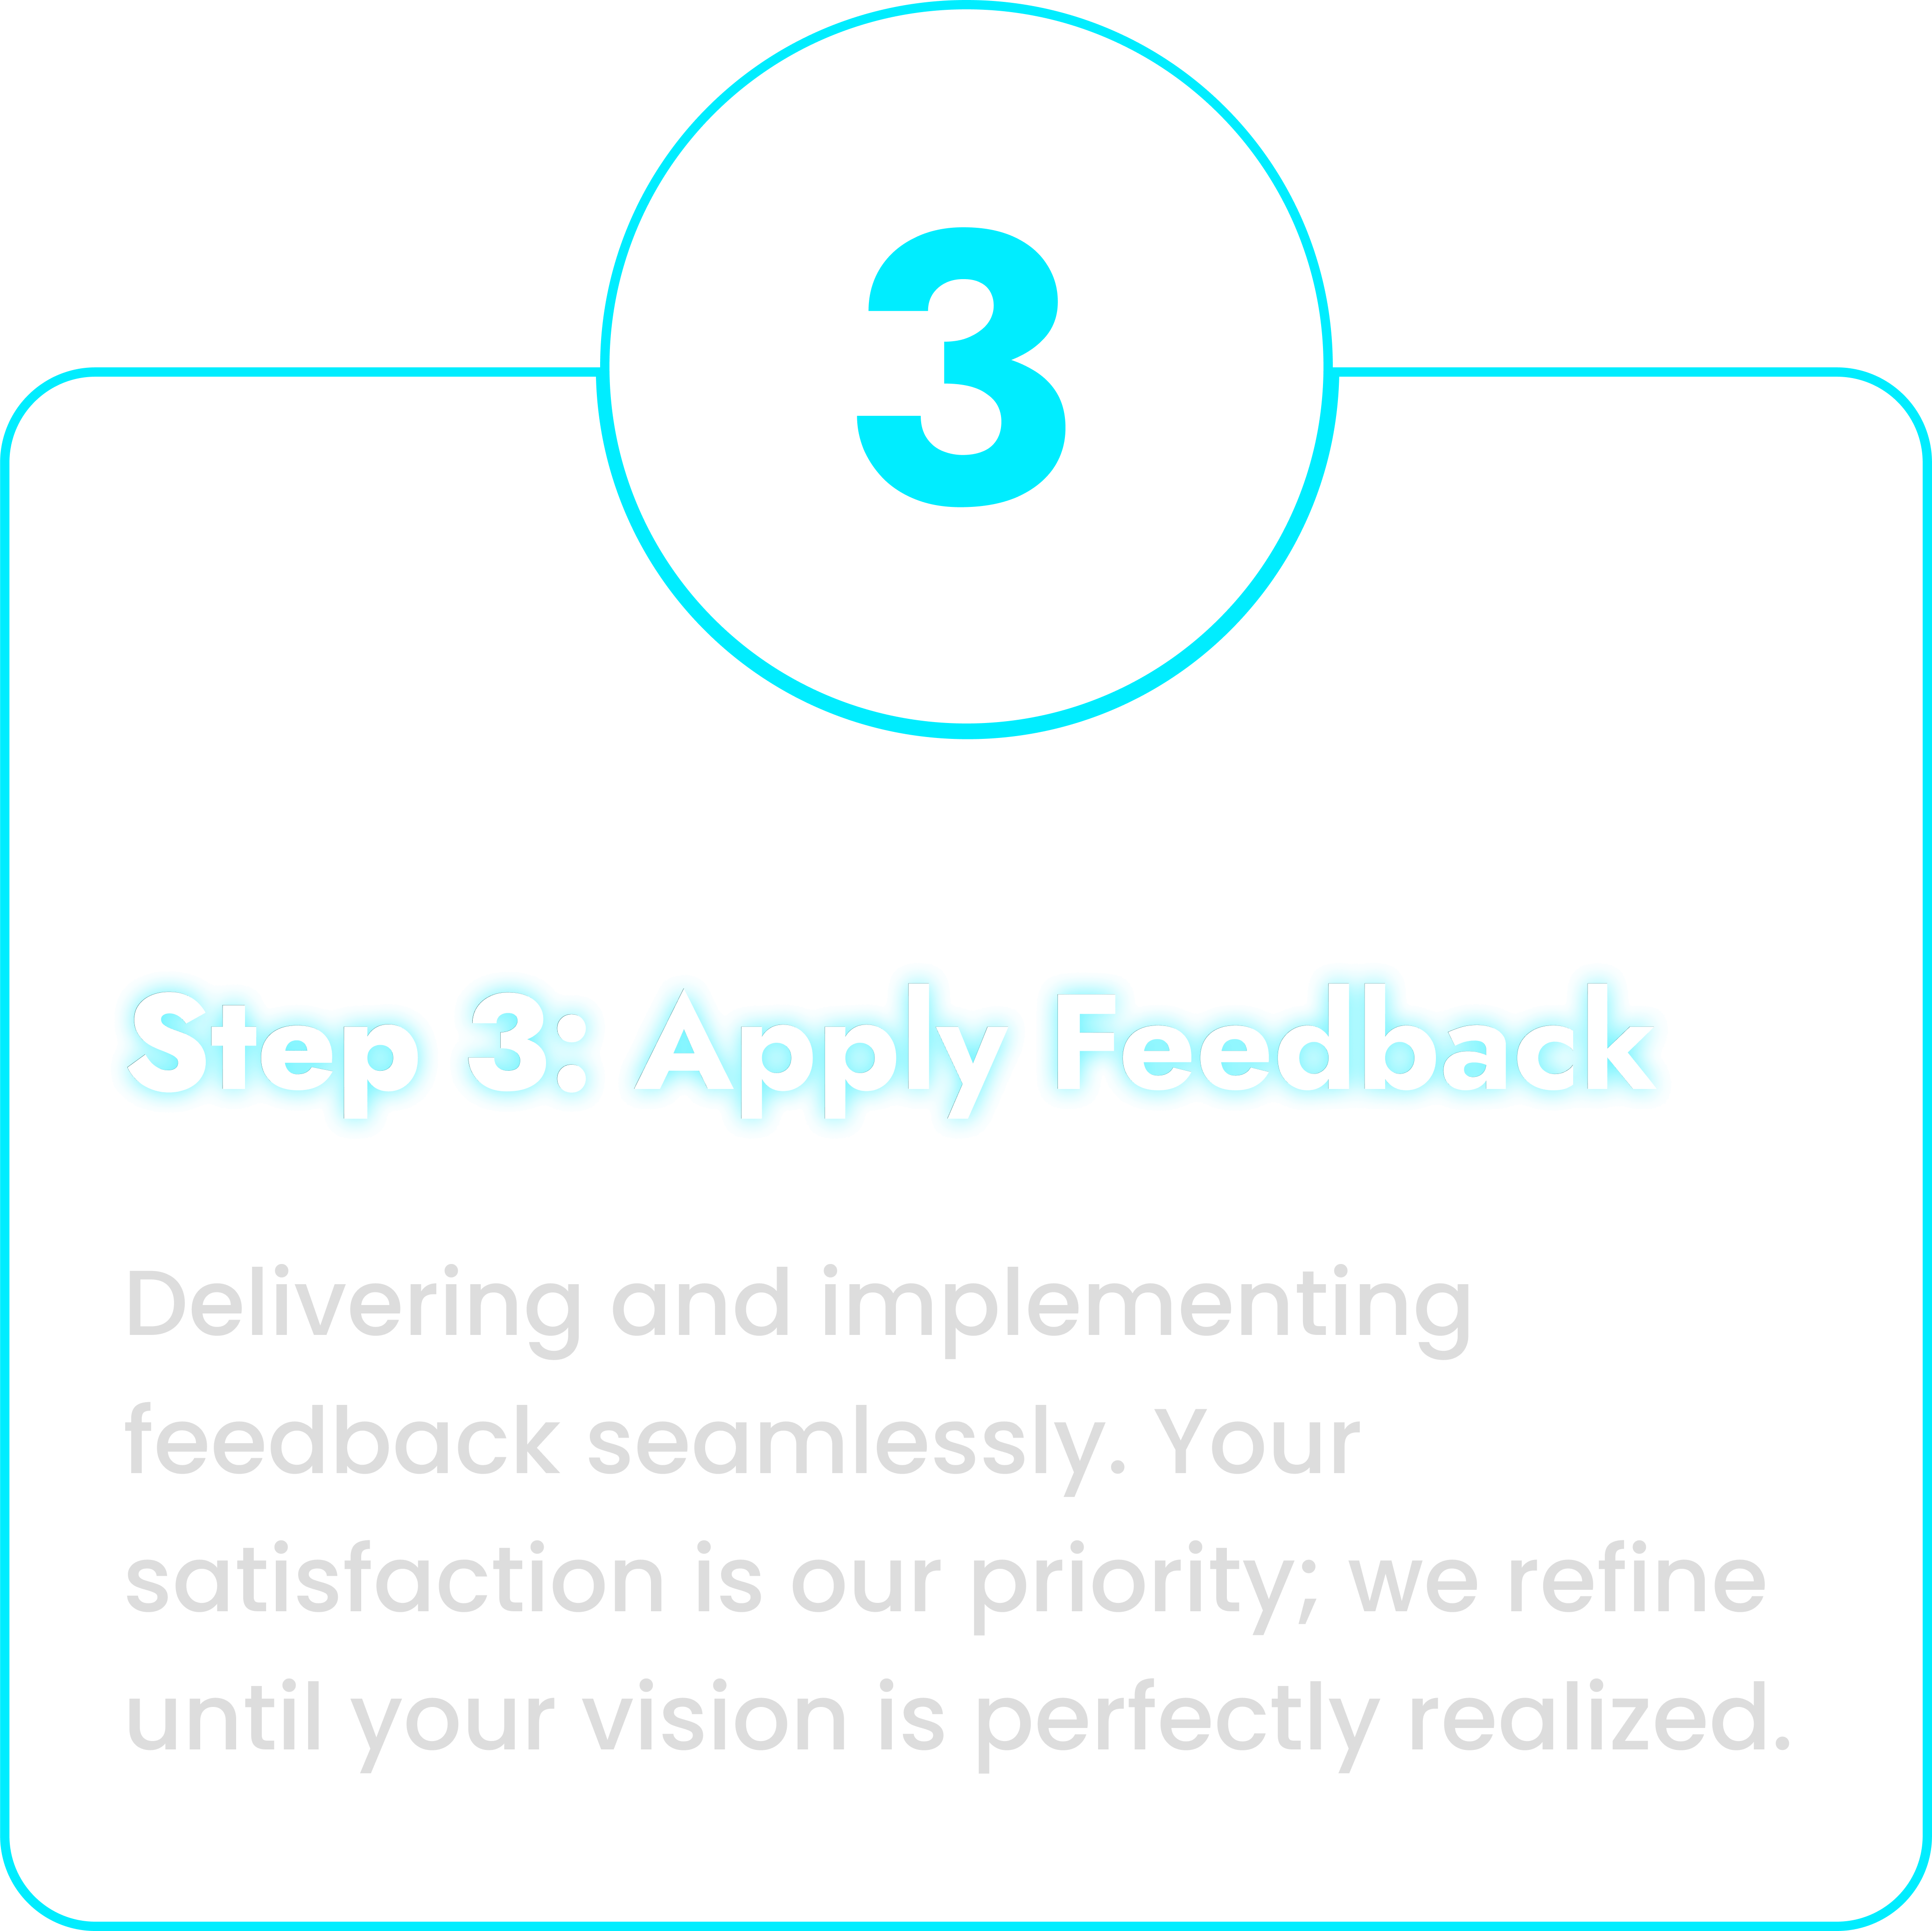 3
Step 3: Apply Feedback
Delivering and implementing
feedback seamlessly. Your
satisfaction is our priority; we refine
until your vision is perfectly realized.